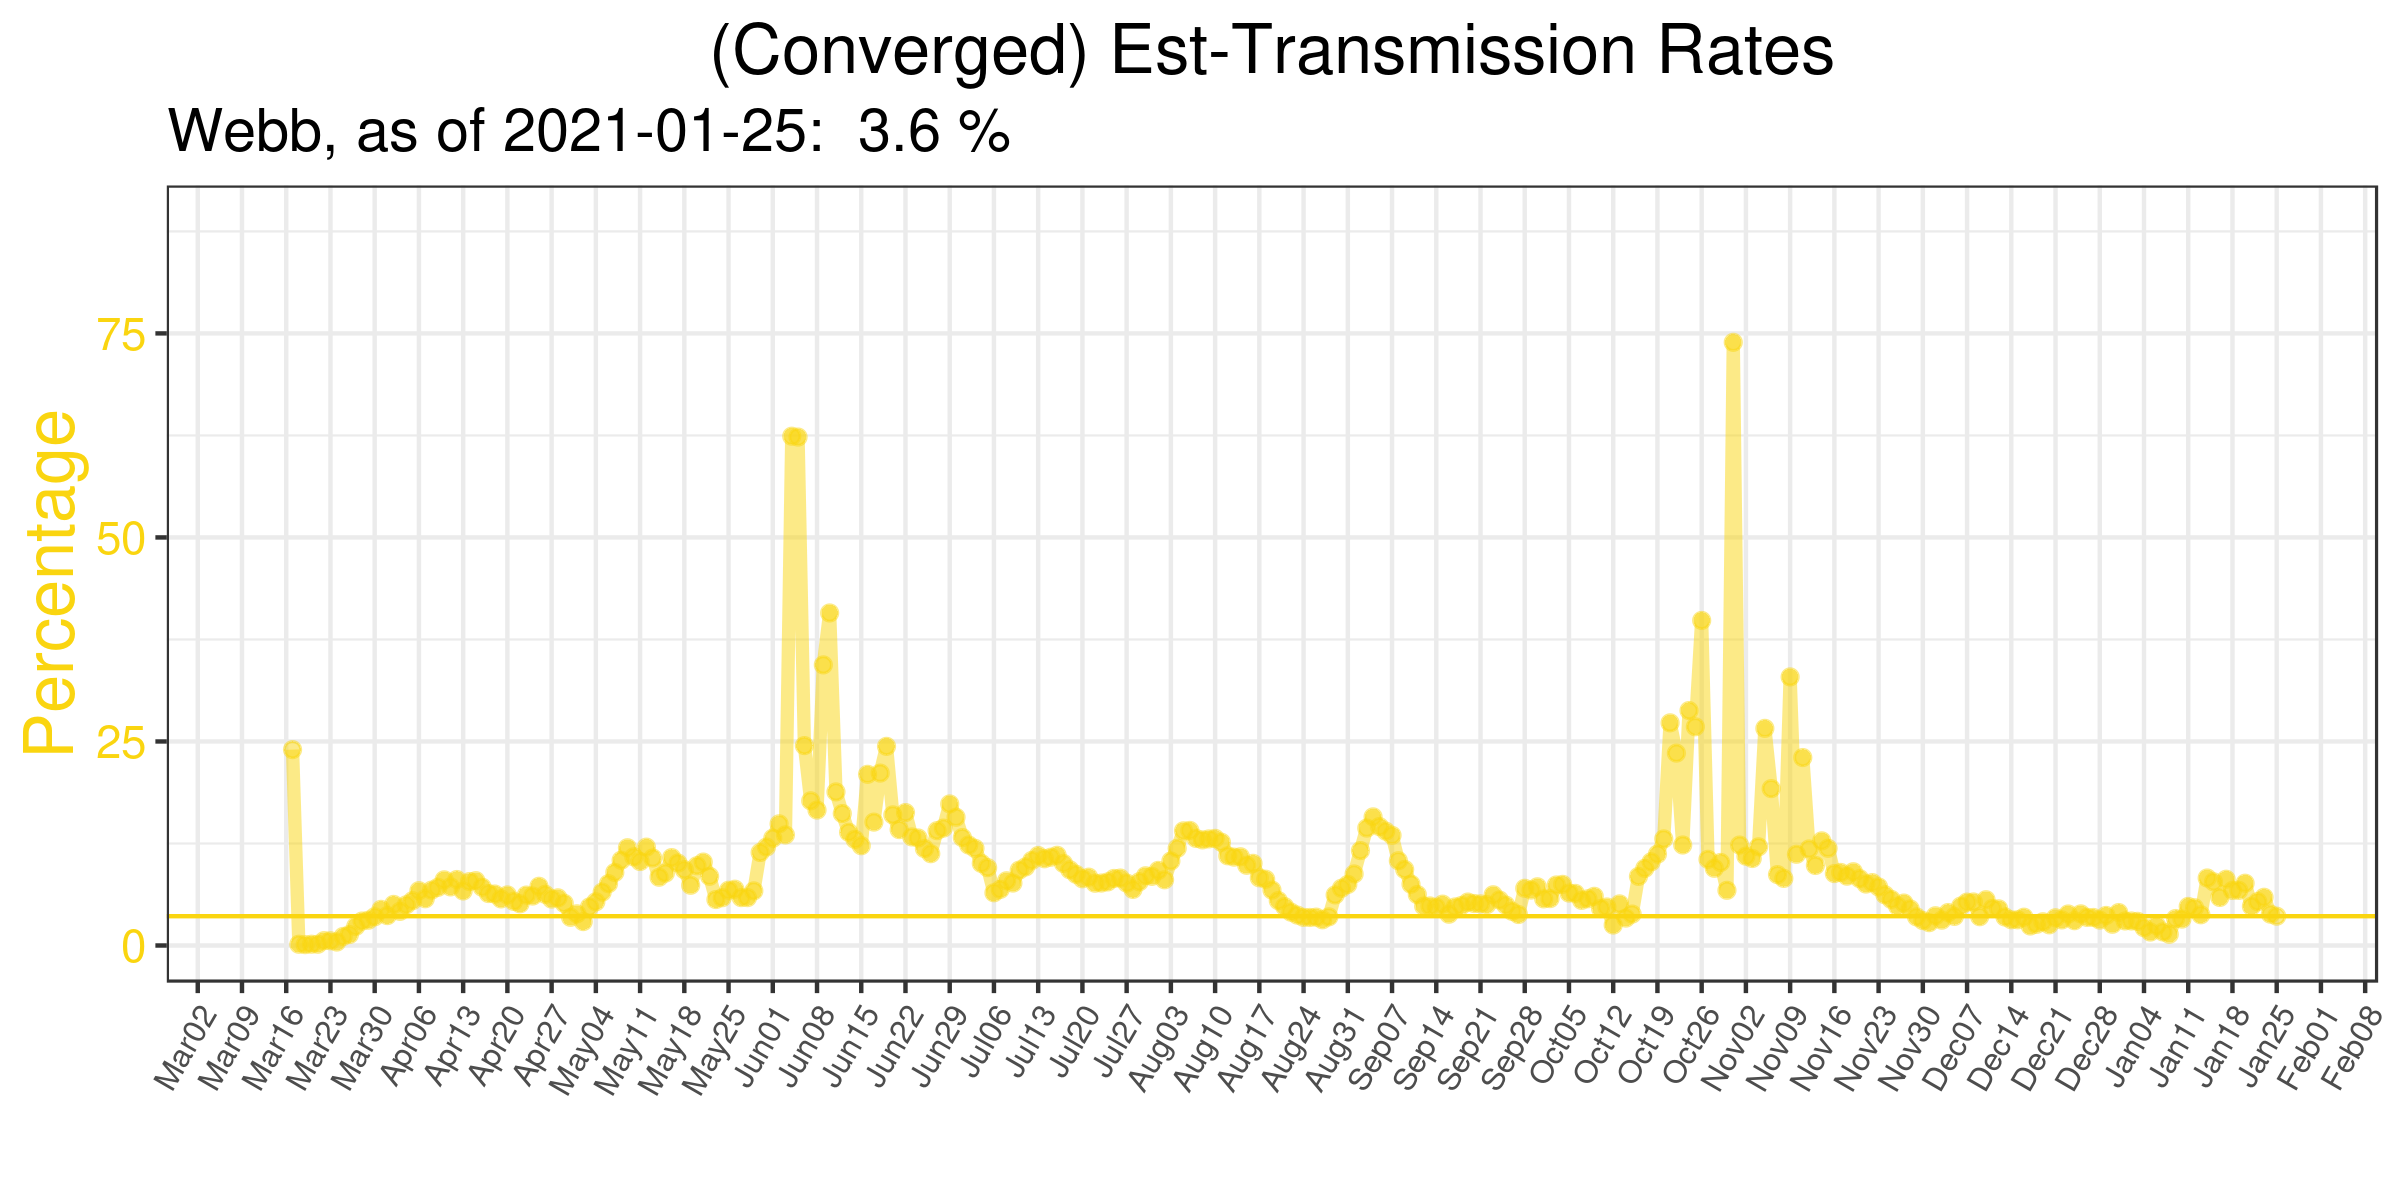 (Converged) Est-Transmission Rates
Webb, as of 2021-01-25:  3.6 %
Percentage
75
50
25
0
Mar02
Mar09
Mar16
Mar23
Mar30
Apr06
Apr13
Apr20
Apr27
May04
May11
May18
May25
Jun01
Jun08
Jun15
Jun22
Jun29
Jul06
Jul13
Jul20
Jul27
Aug03
Aug10
Aug17
Aug24
Aug31
Sep07
Sep14
Sep21
Sep28
Oct05
Oct12
Oct19
Oct26
Nov02
Nov09
Nov16
Nov23
Nov30
Dec07
Dec14
Dec21
Dec28
Jan04
Jan11
Jan18
Jan25
Feb01
Feb08